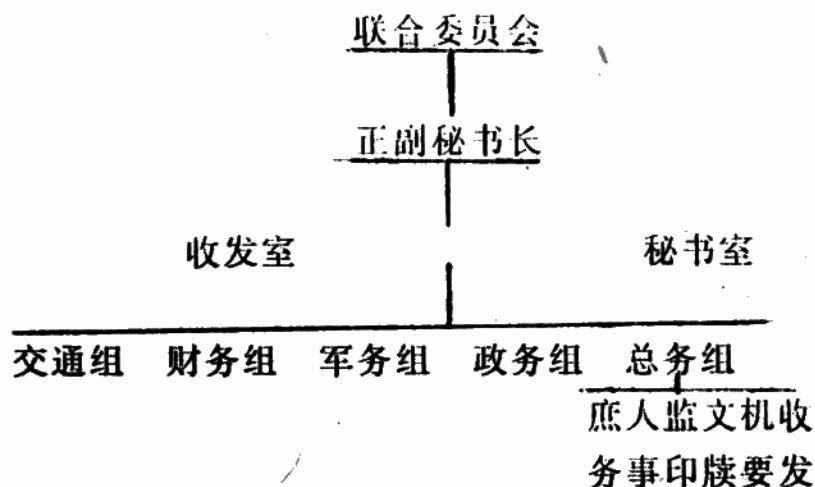 联合委员会
正副秘书长
收发室 秘书室
交通组 财务组 军务组 政务组 总务组
庶人监文机收
务事印牍要发